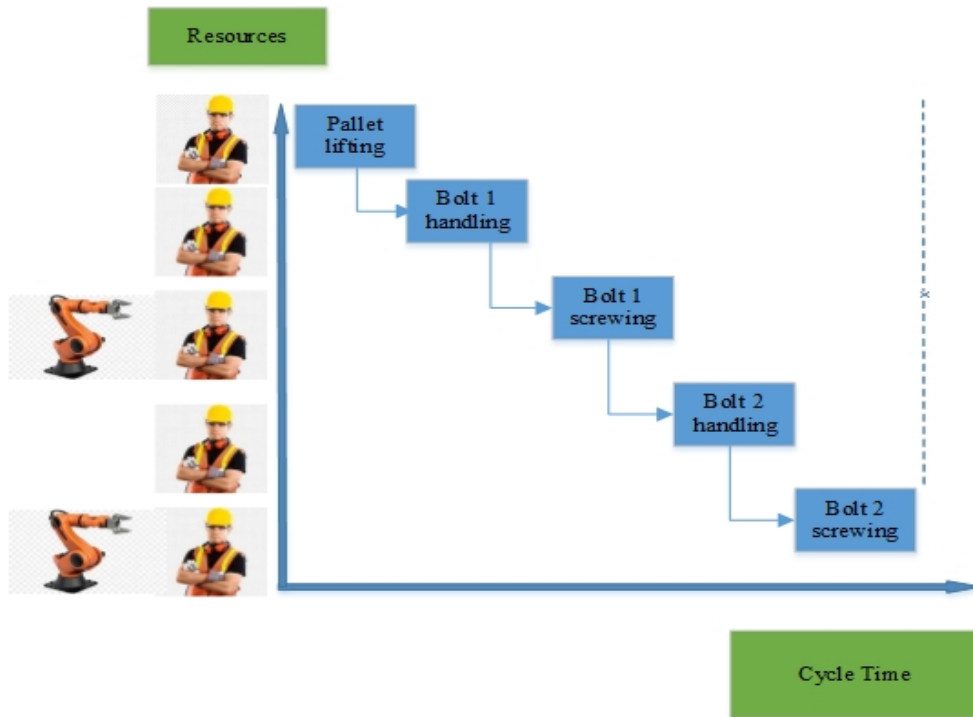 Resources
Pallet
lifting
Bolt 1
handling
Bolt 1
screwing
Bolt 2
handling
Bolt 2
screwing
Cycle Time